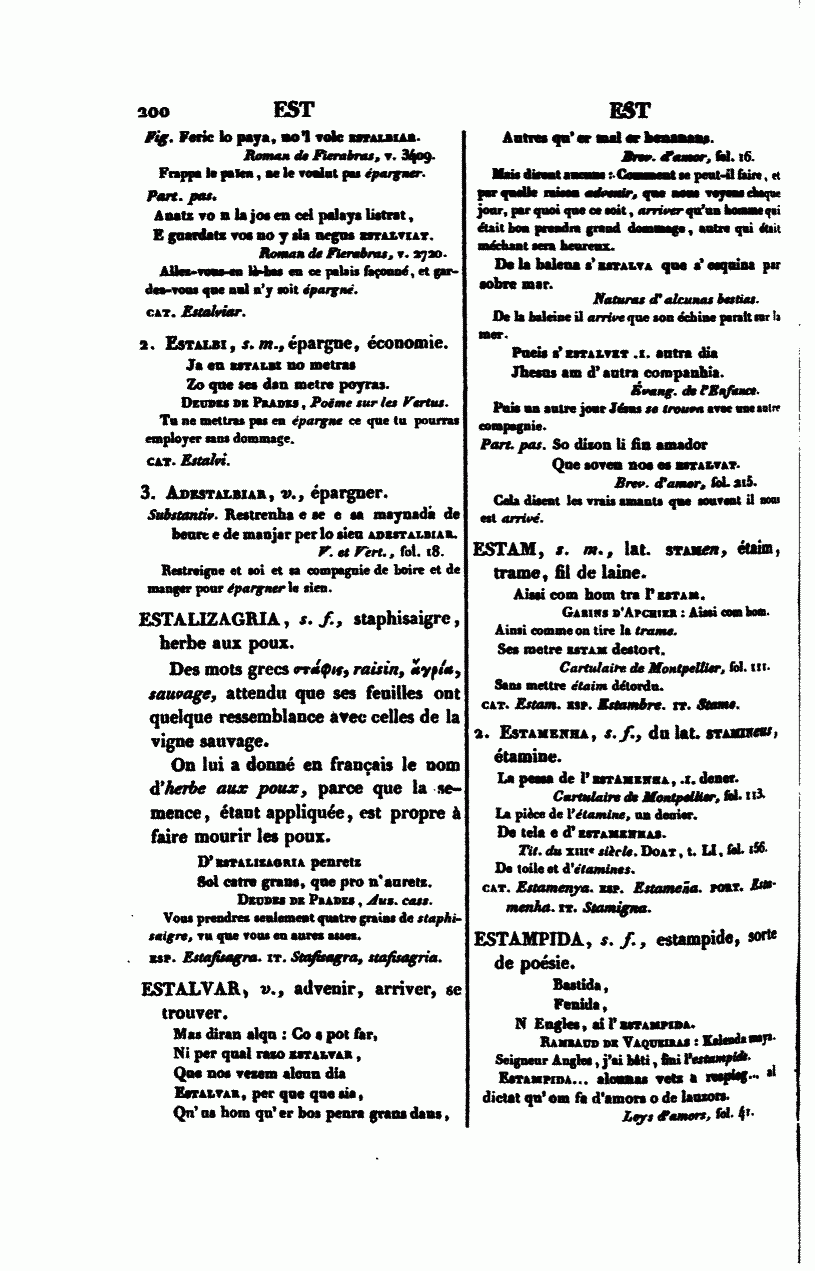 200 EST EST
Fig. Feric lo paya, no'l volc ESTALBIAR.
Roman de Fierabras, v. 3409.
Frappa le païen, ne le voulut pas épargner.
Part. pas.
Anatz vo n la jos en cel palays listrat,
E guardatz vos no y sia negus ESTALVIAT.
Roman de Fierabras, v. 2720.
Allez-vous-en là-bas en ce palais façonné, et gar-
dez-vous que nul n'y soit épargné.
CAT. Estalviar.
2. ESTALBI, s. m., épargne, économie.
Ja en ESTALBI no metras
Zo que ses dan metre poyras.
DEUDES DE PRADES, Poëme sur les Vertus.
Tu ne mettras pas en épargne ce que tu pourras
employer sans dommage.
CAT. Estalvi.
3. ADESTALBIAR, v., épargner.
Substantiv. Restrenha e se e sa maynada de
beure e de manjar per lo sieu ADESTALBIAR.
V. et Vert., fol. 18.
Restreigne et soi et sa compagnie de boire et de
manger pour épargner le sien.
ESTALIZAGRIA, s. f., staphisaigre,
herbe aux poux.
Des mots grecs σταφις, raisin, ἀγρία,
sauvage, attendu que ses feuilles ont
quelque ressemblance avec celles de la
vigne sauvage.
On lui a donné en français le nom
d'herbe aux poux, parce que la se-
mence, étant appliquée, est propre à
faire mourir les poux.
D'ESTALIZAGRIA penretz
Sol catre grans, que pro n'auretz.
DEUDES DE PRADES, Aus. cass.
Vous prendrez seulement quatre grains de staphi-
saigre, vu que vous en aurez assez.
ESP. Estafisagra. IT. Stafisagra, stafisagria.
ESTALVAR, v., advenir, arriver, se
trouver.
Mas diran alqu : Co s pot far,
Ni per qual razo ESTALVAR,
Que nos vezem alcun dia
ESTALVAR, per que que sia,
Qu'us hom qu'er bos penra grans dans,
Autres qu'er mal er benanans.
Brev. d'amor, fol. 16.
Mais diront aucuns : Comment se peut-il faire, et
par quelle raison advenir, que nous voyons chaque
jour, par quoi que ce soit, arriver qu'un homme qui
était bon prendra grand dommage, autre qui était
méchant sera heureux.
De la balena s'ESTALVA que s'esquina par
sobre mar.
Naturas d'alcunas bestias.
De la baleine il arrive que son échine paraît sur la
mer.
Pueis s'ESTALVET .I. autra dia
Jhesus am d'autra companhia.
Évang. de l'Enfance.
Puis un autre jour Jésus se trouva avec une autre
compagnie.
Part. pas. So dizon li fin amador
Que soven nos es ESTALVAT.
Brev. d'amor, fol. 215.
Cela disent les vrais amants que souvent il nous
est arrivé.
ESTAM, s. m., lat. STAMen, étaim,
trame, fil de laine.
Aissi com hom tra l'ESTAM.
GARINS D'APCHIER : Aissi com hom.
Ainsi comme on tire la trame.
Ses metre ESTAM destort.
Cartulaire de Montpellier, fol. 111.
Sans mettre étaim détordu.
CAT. Estam. ESP. Estambre. IT. Stame.
2. ESTAMENHA, s. f., du lat. STAMINeus,
étamine.
La pessa de l'ESTAMENHA, .I. dener.
Cartulaire de Montpellier, fol. 113.
La pièce de l'étamine, un denier.
De tela e d'ESTAMENHAS.
Tit. du XIIIe siècle. DOAT, t. LI, fol. 156.
De toile et d'étamines.
CAT. Estamenya. ESP. Estameña. PORT. Esta-
menha. IT. Stamigna.
ESTAMPIDA, s. f., estampide, sorte
de poésie.
Bastida,
Fenida,
N Engles, ai l'ESTAMPIDA.
RAMBAUD DE VAQUEIRAS : Kalenda maya.
Seigneur Angles, j'ai bâti, fini l'estampide.
ESTAMPIDA... alcunas vetz a respieg... al
dictat qu'om fa d'amors o de lauzors.
Leys d'amors, fol. 41.